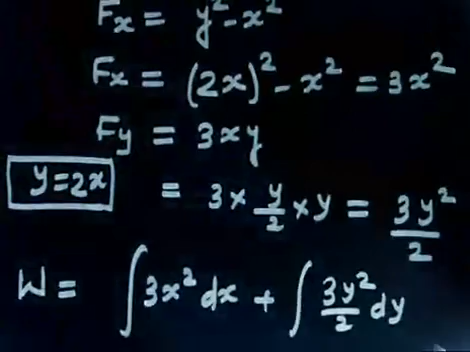 Fx = y² - x²
Fx = (2x)² - x² = 3x²
Fy = 3xy
y=2x
= 3 × y/2 × y = 3y²/2
W = ∫3x² dx + ∫ 3y²/2 dy